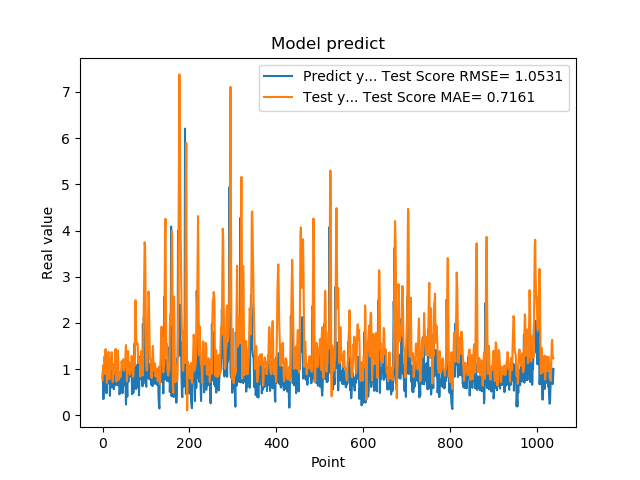 Model predict
Predict y... Test Score RMSE= 1.0531
Test y... Test Score MAE= 0.7161
Real value
7
6
5
4
3
2
1
0
0 200 400 600 800 1000
Point